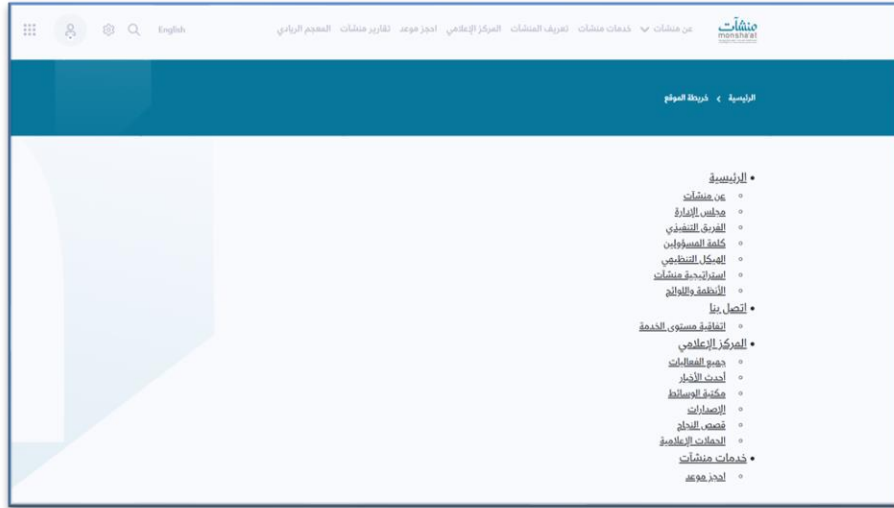 منشآت
monsha'at
عن منشآت خدمات منشآت تعريف المنشآت المركز الإعلامي احجز موعد تقارير منشآت المعجم الريادي
English
الرئيسية > خريطة الموقع
• الرئيسية
◦ عن منشآت
◦ مجلس الإدارة
◦ الفريق التنفيذي
◦ كلمة المسؤولين
◦ الهيكل التنظيمي
◦ استراتيجية منشآت
◦ الأنظمة واللوائح
• اتصل بنا
◦ اتفاقية مستوى الخدمة
• المركز الإعلامي
◦ جميع الفعاليات
◦ أحدث الأخبار
◦ مكتبة الوسائط
◦ الإصدارات
◦ قصص النجاح
◦ الحملات الإعلامية
• خدمات منشآت
◦ احجز موعد